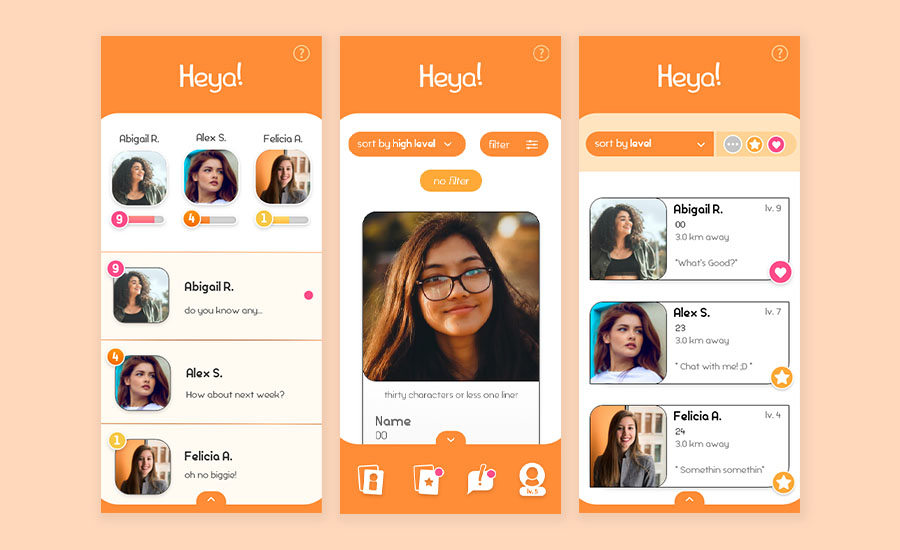 ?
Heya!
Abigail R.
Alex S.
Felicia A.
9
4
1
9
Abigail R.
do you know any...
4
Alex S.
How about next week?
1
Felicia A.
oh no biggie!
?
Heya!
sort by high level
filter
no filter
thirty characters or less one liner
Name
00
lv. 5
?
Heya!
sort by level
Abigail R.
lv. 9
00
3.0 km away
"What's Good?"
Alex S.
lv. 7
23
3.0 km away
" Chat with me! ;D "
Felicia A.
lv. 4
24
3.0 km away
" Somethin somethin"